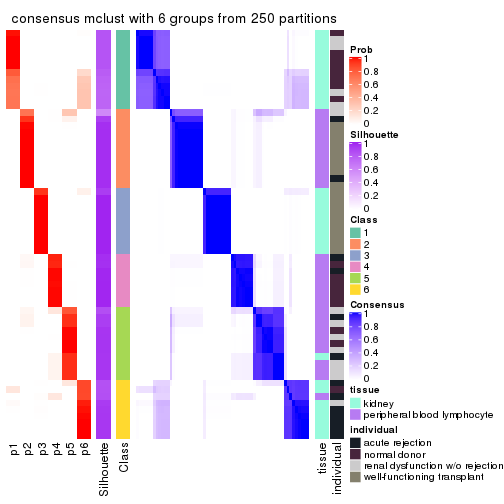 consensus mclust with 6 groups from 250 partitions
p1
p2
p3
p4
p5
p6
Silhouette
Class
tissue
individual
Prob
1
0.8
0.6
0.4
0.2
0
Silhouette
1
0.8
0.6
0.4
0.2
0
Class
1
2
3
4
5
6
Consensus
1
0.8
0.6
0.4
0.2
0
tissue
kidney
peripheral blood lymphocyte
individual
acute rejection
normal donor
renal dysfunction w/o rejection
well-functioning transplant